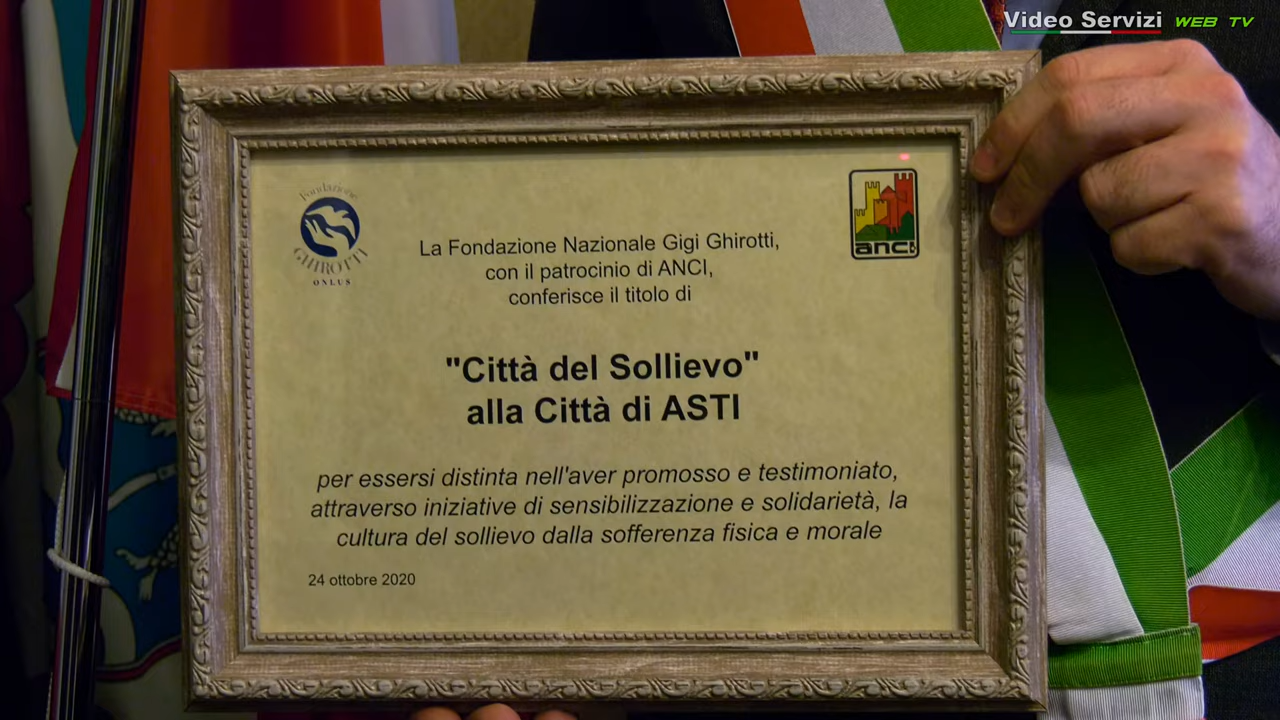 Video Servizi WEB TV
Fondazione
GHIROTTI
ONLUS
anci
La Fondazione Nazionale Gigi Ghirotti,
con il patrocinio di ANCI,
conferisce il titolo di
"Città del Sollievo"
alla Città di ASTI
per essersi distinta nell'aver promosso e testimoniato,
attraverso iniziative di sensibilizzazione e solidarietà, la
cultura del sollievo dalla sofferenza fisica e morale
24 ottobre 2020